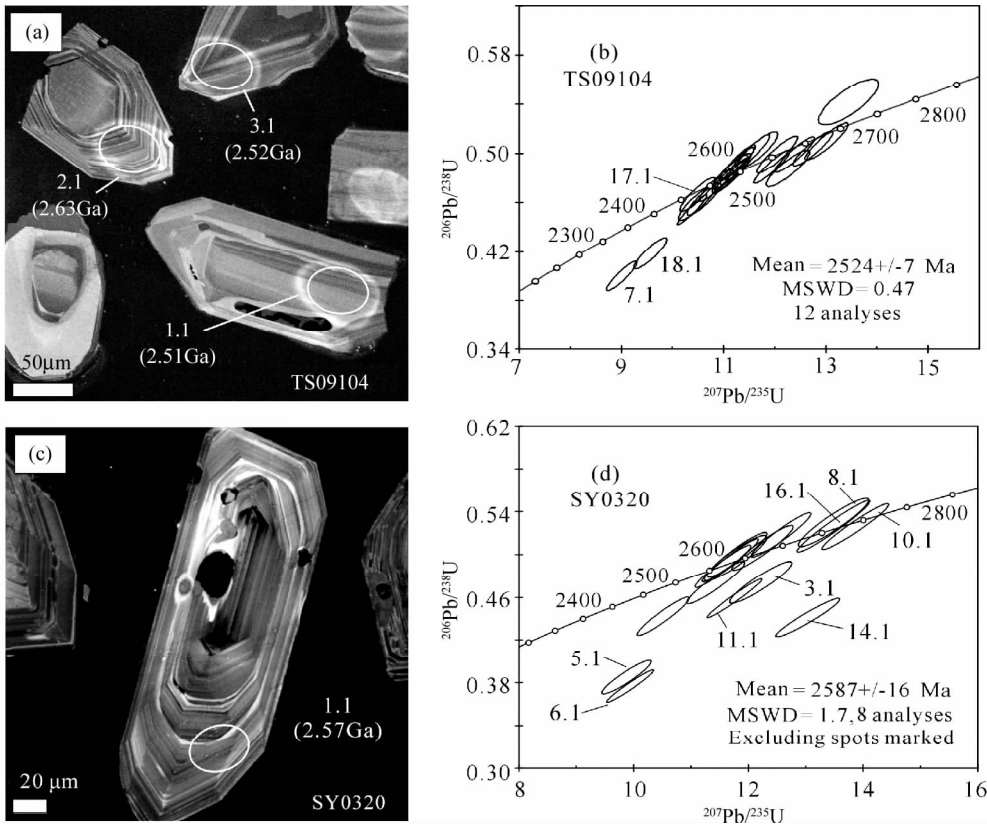 (a)
3.1
(2.52Ga)
2.1
(2.63Ga)
1.1
(2.51Ga)
50μm
TS09104
(b)
TS09104
0.58
0.50
0.42
0.34
206Pb/238U
2800
2700
2600
17.1
2500
2400
2300
18.1
7.1
Mean = 2524+/-7 Ma
MSWD = 0.47
12 analyses
7 9 11 13 15
207Pb/235U
(c)
1.1
(2.57Ga)
20 μm
SY0320
(d)
SY0320
0.62
0.54
0.46
0.38
0.30
206Pb/238U
8.1
16.1
2800
10.1
2600
2500
2400
3.1
11.1
14.1
5.1
6.1
Mean = 2587+/-16 Ma
MSWD = 1.7,8 analyses
Excluding spots marked
8 10 12 14 16
207Pb/235U